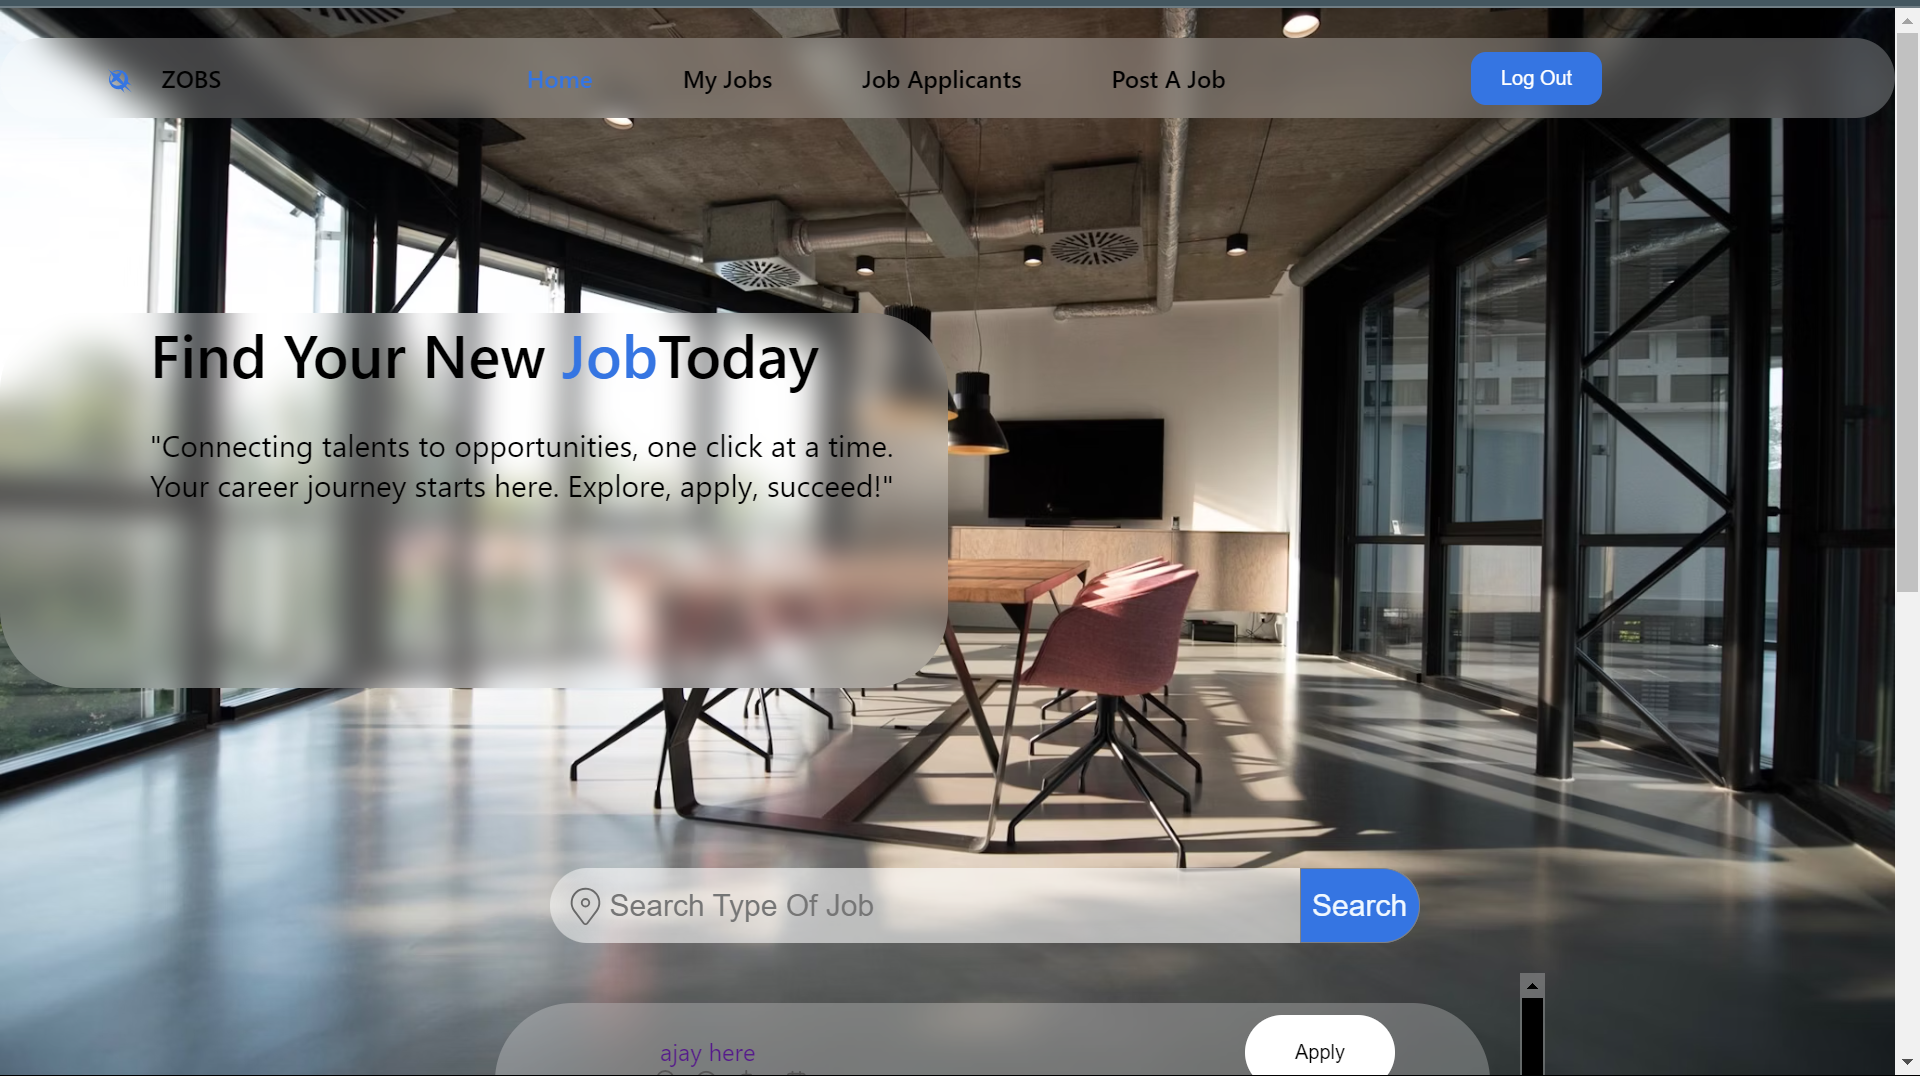 ZOBS Home My Jobs Job Applicants Post A Job Log Out
Find Your New JobToday
"Connecting talents to opportunities, one click at a time.
Your career journey starts here. Explore, apply, succeed!"
Search Type Of Job Search
ajay here Apply